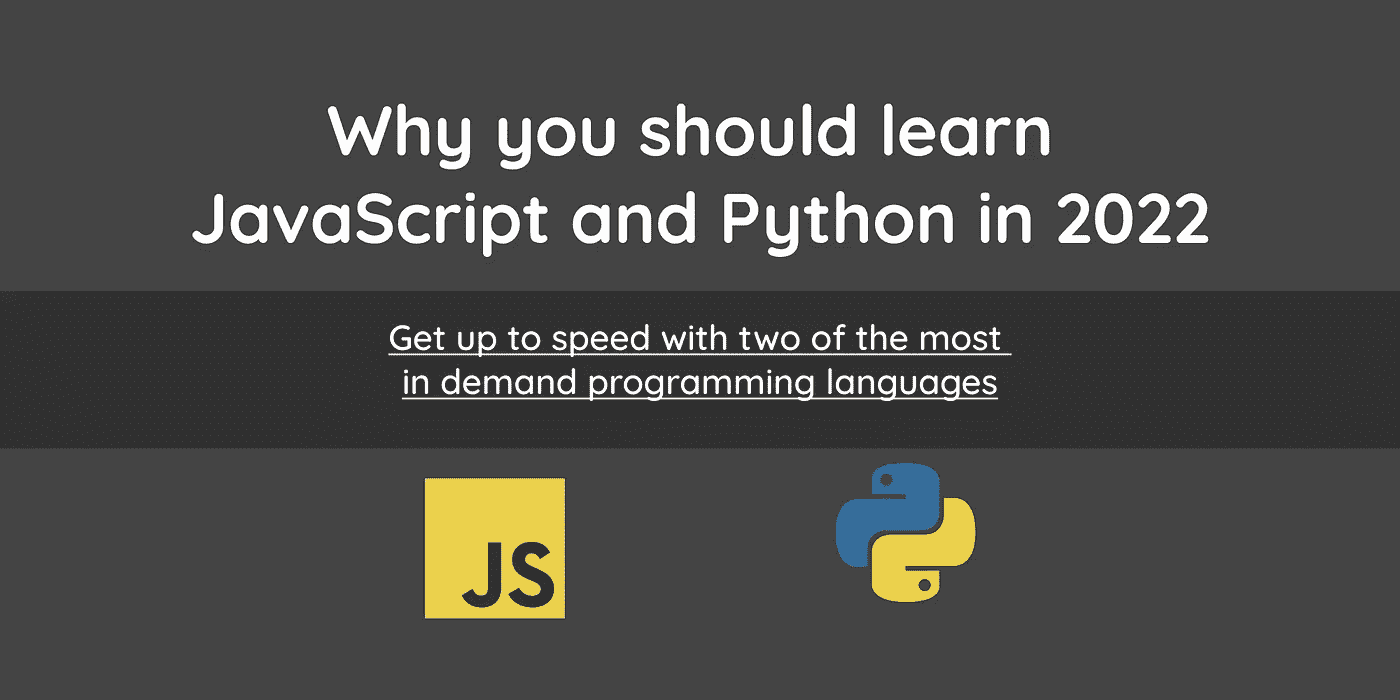 Why you should learn
JavaScript and Python in 2022
Get up to speed with two of the most
in demand programming languages
JS